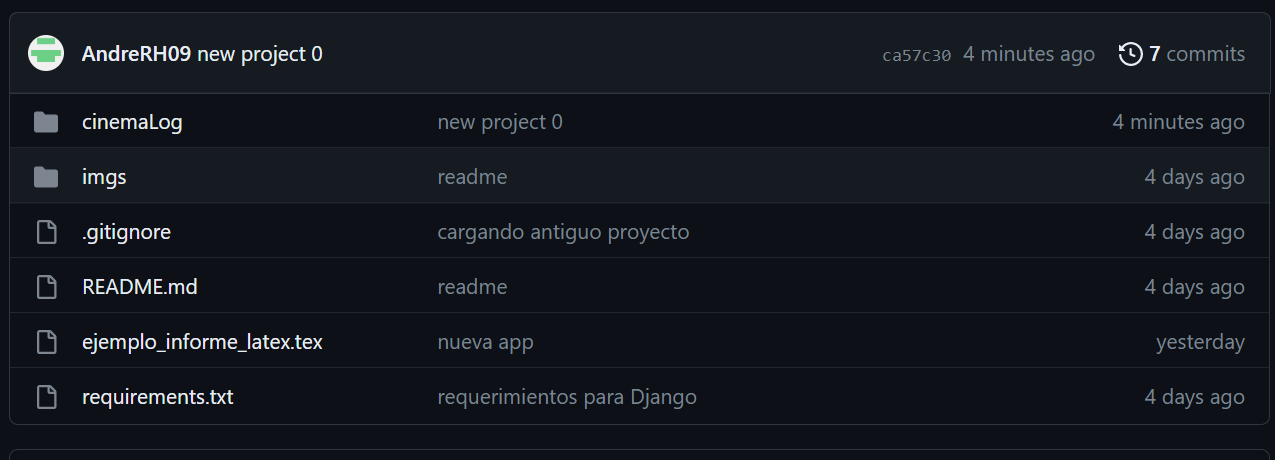 AndreRH09 new project 0 ca57c30 4 minutes ago 7 commits
cinemaLog new project 0 4 minutes ago
imgs readme 4 days ago
.gitignore cargando antiguo proyecto 4 days ago
README.md readme 4 days ago
ejemplo_informe_latex.tex nueva app yesterday
requirements.txt requerimientos para Django 4 days ago